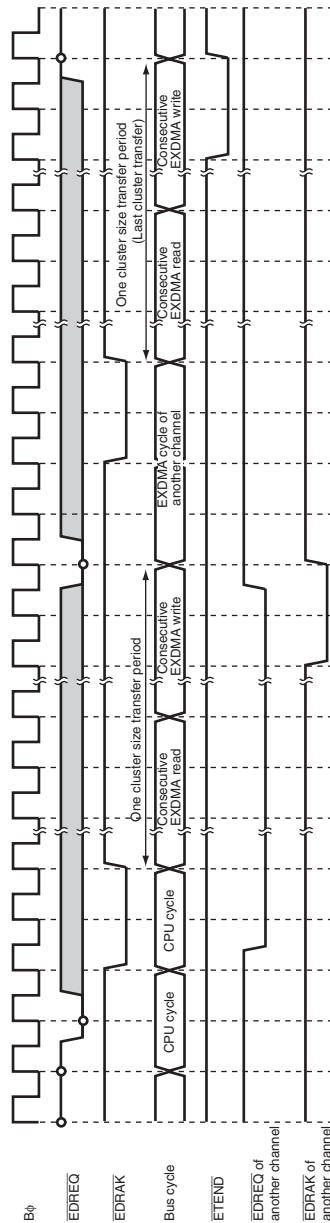 Bφ
EDREQ
EDRAK
Bus cycle
ETEND
EDREQ of
another channel
EDRAK of
another channel
One cluster size transfer period
One cluster size transfer period
(Last cluster transfer)
CPU cycle
CPU cycle
Consecutive
EXDMA read
Consecutive
EXDMA write
EXDMA cycle of
another channel
Consecutive
EXDMA read
Consecutive
EXDMA write